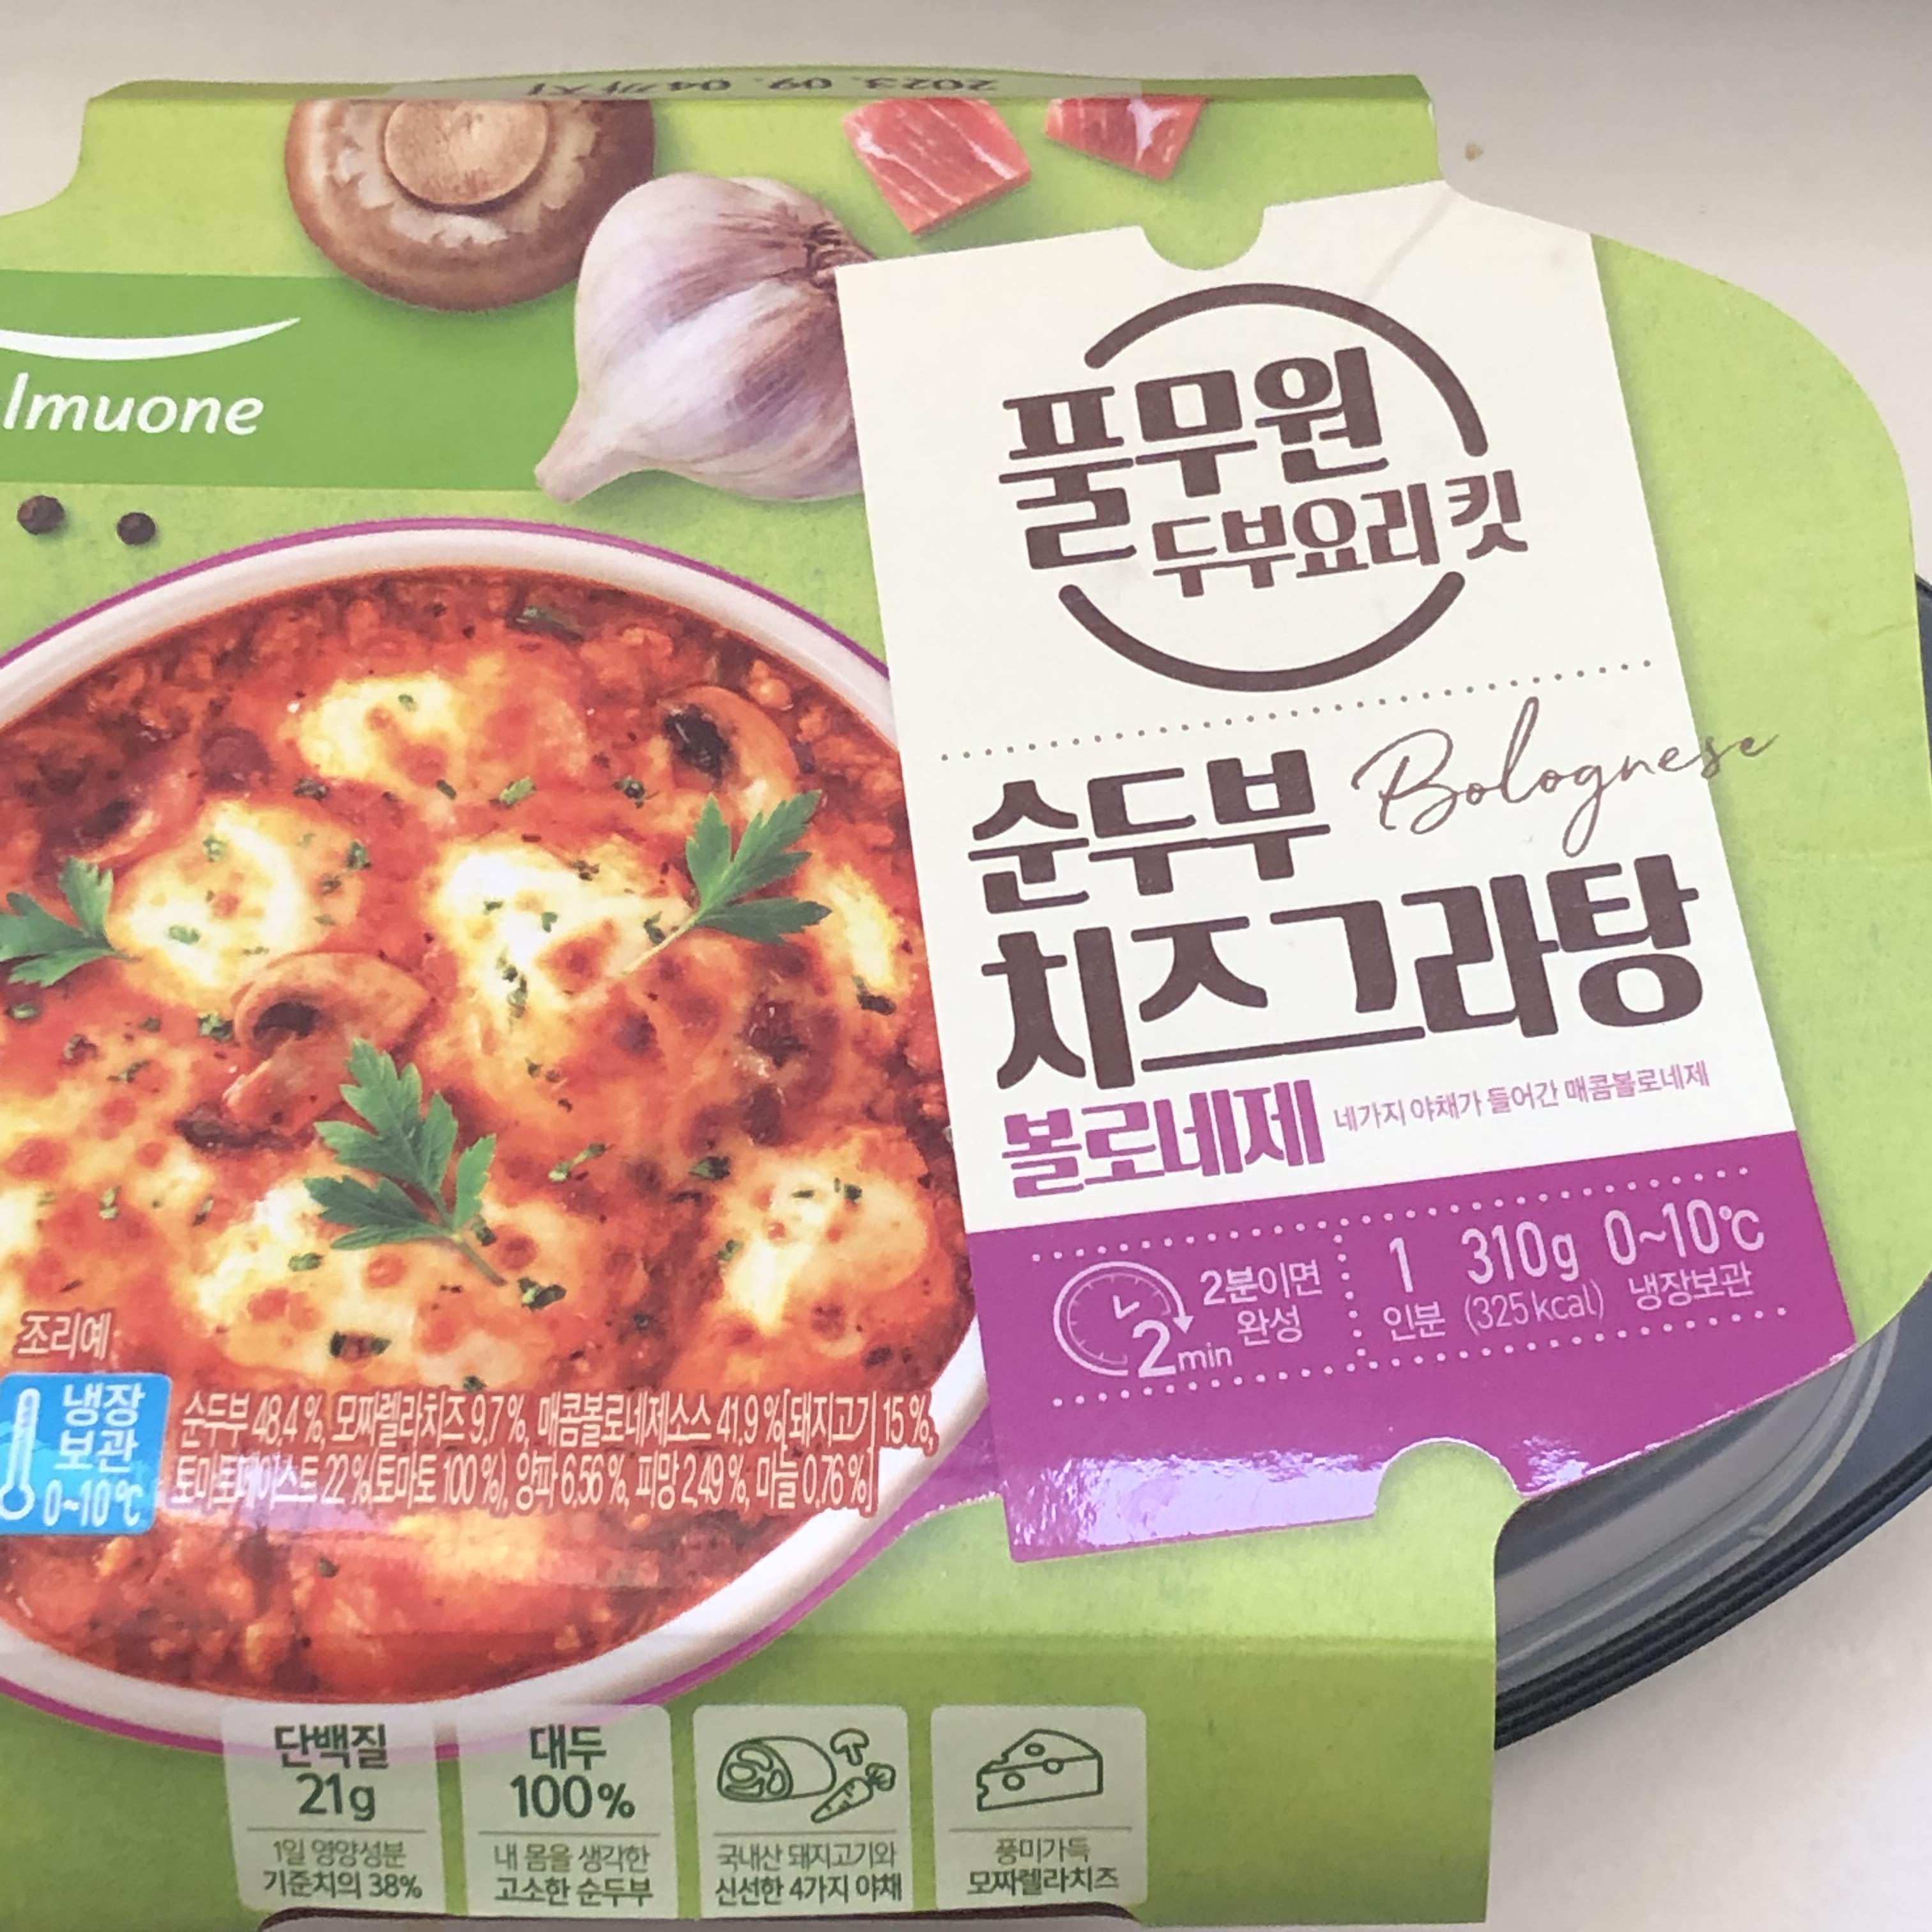 2023. 09. 04까지
lmuone
풀무원
두부요리킷
순두부 Bolognese
치즈그라탕
볼로네제 네가지 야채가 들어간 매콤볼로네제
2min
2분이면
완성
1
인분
310g
(325 kcal)
0~10℃
냉장보관
조리예
냉장
보관
0~10℃
순두부 48.4 %, 모짜렐라치즈 9.7 %, 매콤볼로네제소스 41.9 %[돼지고기 15 %,
토마토페이스트 22 %(토마토 100 %), 양파 6.56 %, 피망 2.49 %, 마늘 0.76 %]
단백질
21g
1일 영양성분
기준치의 38%
대두
100%
내 몸을 생각한
고소한 순두부
국내산 돼지고기와
신선한 4가지 야채
풍미가득
모짜렐라치즈